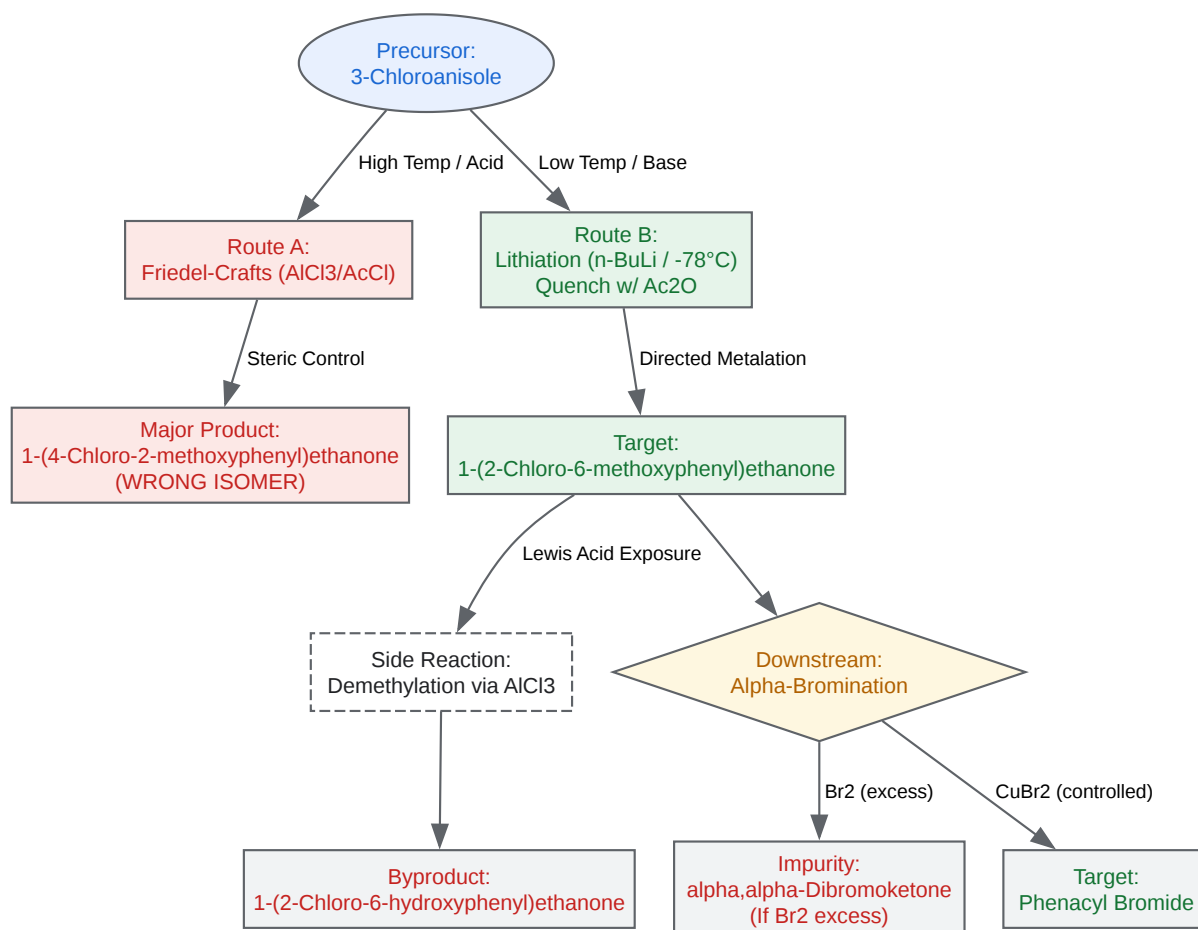 Precursor:
3-Chloroanisole
High Temp / Acid
Low Temp / Base
Route A:
Friedel-Crafts (AlCl3/AcCl)
Route B:
Lithiation (n-BuLi / -78°C)
Quench w/ Ac2O
Steric Control
Directed Metalation
Major Product:
1-(4-Chloro-2-methoxyphenyl)ethanone
(WRONG ISOMER)
Target:
1-(2-Chloro-6-methoxyphenyl)ethanone
Lewis Acid Exposure
Side Reaction:
Demethylation via AlCl3
Downstream:
Alpha-Bromination
Br2 (excess)
CuBr2 (controlled)
Byproduct:
1-(2-Chloro-6-hydroxyphenyl)ethanone
Impurity:
alpha,alpha-Dibromoketone
(If Br2 excess)
Target:
Phenacyl Bromide